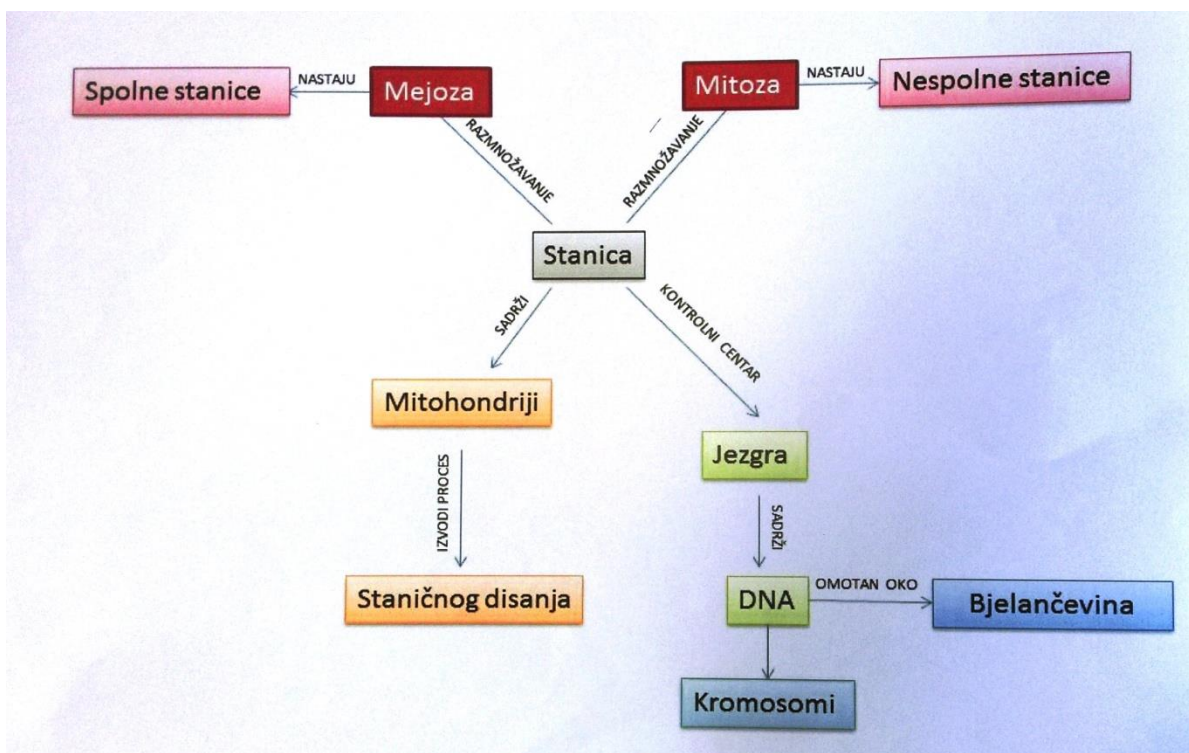 Spolne stanice
NASTAJU
Mejoza
Mitoza
NASTAJU
Nespolne stanice
RAZMNOŽAVANJE
RAZMNOŽAVANJE
Stanica
SADRŽI
KONTROLNI CENTAR
Mitohondriji
Jezgra
IZVODI PROCES
SADRŽI
Staničnog disanja
DNA
OMOTAN OKO
Bjelančevina
Kromosomi